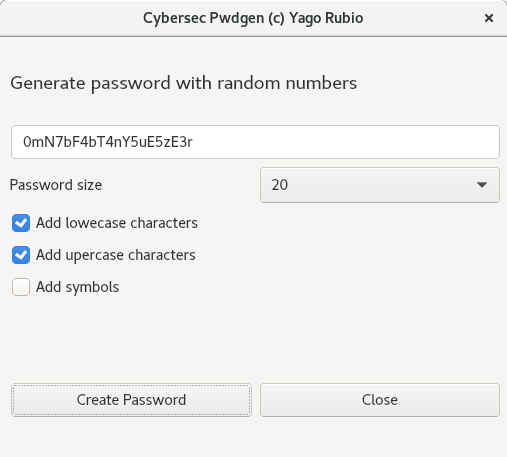 Cybersec Pwdgen (c) Yago Rubio
Generate password with random numbers
0mN7bF4bT4nY5uE5zE3r
Password size
20
Add lowecase characters
Add upercase characters
Add symbols
Create Password
Close